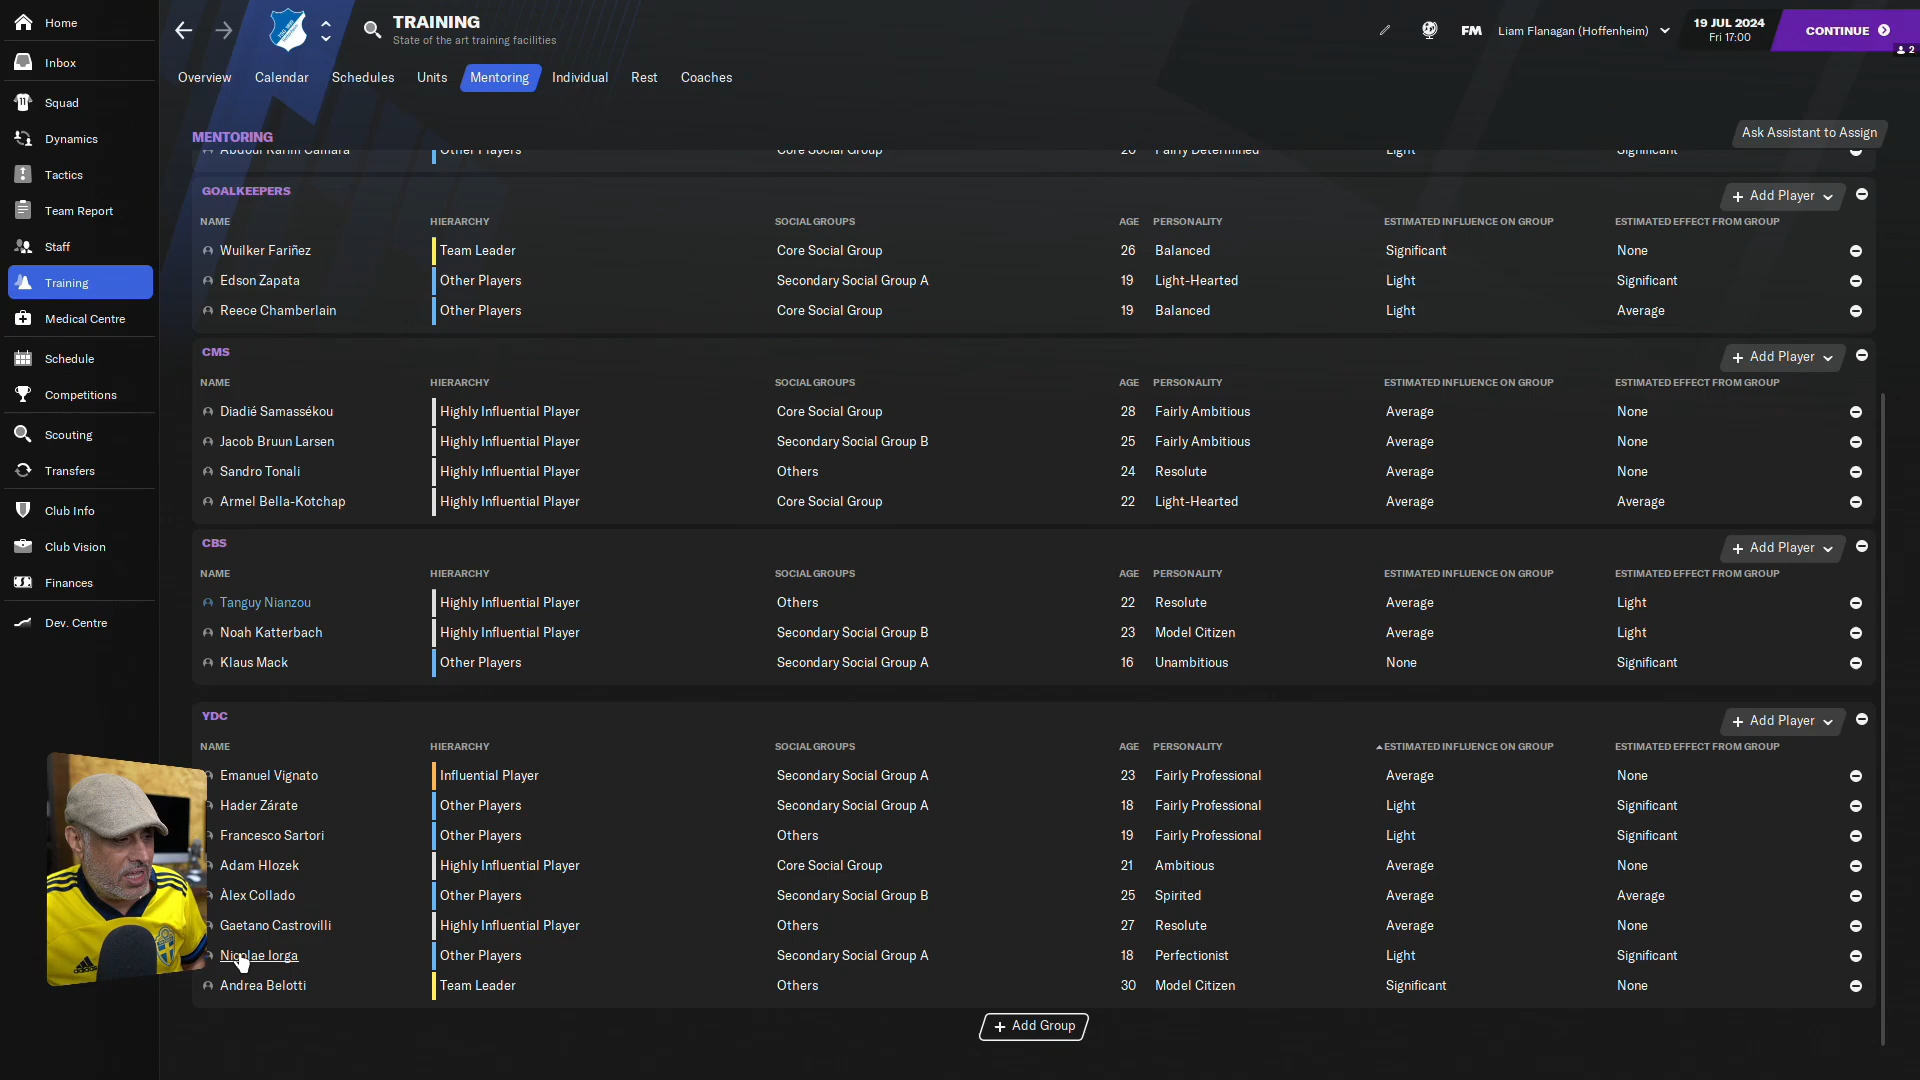 Home
Inbox
Squad
Dynamics
Tactics
Team Report
Staff
Training
Medical Centre
Schedule
Competitions
Scouting
Transfers
Club Info
Club Vision
Finances
Dev. Centre
TRAINING
State of the art training facilities
FM Liam Flanagan (Hoffenheim)
19 JUL 2024
Fri 17:00
CONTINUE
2
Overview Calendar Schedules Units Mentoring Individual Rest Coaches
MENTORING
Ask Assistant to Assign
Abdoul Karim Camara Other Players Core Social Group 20 Fairly Determined Light Significant
GOALKEEPERS
+ Add Player
NAME HIERARCHY SOCIAL GROUPS AGE PERSONALITY ESTIMATED INFLUENCE ON GROUP ESTIMATED EFFECT FROM GROUP
Wuilker Fariñez Team Leader Core Social Group 26 Balanced Significant None
Edson Zapata Other Players Secondary Social Group A 19 Light-Hearted Light Significant
Reece Chamberlain Other Players Core Social Group 19 Balanced Light Average
CMS
+ Add Player
NAME HIERARCHY SOCIAL GROUPS AGE PERSONALITY ESTIMATED INFLUENCE ON GROUP ESTIMATED EFFECT FROM GROUP
Diadié Samassékou Highly Influential Player Core Social Group 28 Fairly Ambitious Average None
Jacob Bruun Larsen Highly Influential Player Secondary Social Group B 25 Fairly Ambitious Average None
Sandro Tonali Highly Influential Player Others 24 Resolute Average None
Armel Bella-Kotchap Highly Influential Player Core Social Group 22 Light-Hearted Average Average
CBS
+ Add Player
NAME HIERARCHY SOCIAL GROUPS AGE PERSONALITY ESTIMATED INFLUENCE ON GROUP ESTIMATED EFFECT FROM GROUP
Tanguy Nianzou Highly Influential Player Others 22 Resolute Average Light
Noah Katterbach Highly Influential Player Secondary Social Group B 23 Model Citizen Average Light
Klaus Mack Other Players Secondary Social Group A 16 Unambitious None Significant
YDC
+ Add Player
NAME HIERARCHY SOCIAL GROUPS AGE PERSONALITY ESTIMATED INFLUENCE ON GROUP ESTIMATED EFFECT FROM GROUP
Emanuel Vignato Influential Player Secondary Social Group A 23 Fairly Professional Average None
Hader Zárate Other Players Secondary Social Group A 18 Fairly Professional Light Significant
Francesco Sartori Other Players Others 19 Fairly Professional Light Significant
Adam Hlozek Highly Influential Player Core Social Group 21 Ambitious Average None
Àlex Collado Other Players Secondary Social Group B 25 Spirited Average Average
Gaetano Castrovilli Highly Influential Player Others 27 Resolute Average None
Nicolae Iorga Other Players Secondary Social Group A 18 Perfectionist Light Significant
Andrea Belotti Team Leader Others 30 Model Citizen Significant None
+ Add Group